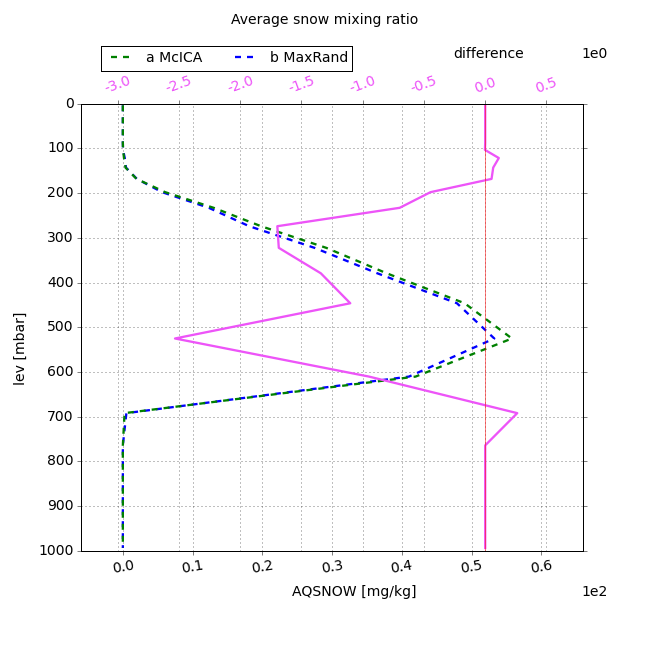 Average snow mixing ratio
a McICA b MaxRand difference 1e0
-3.0 -2.5 -2.0 -1.5 -1.0 -0.5 0.0 0.5
0
100
200
300
400
500
600
700
800
900
1000
lev [mbar]
0.0 0.1 0.2 0.3 0.4 0.5 0.6
AQSNOW [mg/kg] 1e2